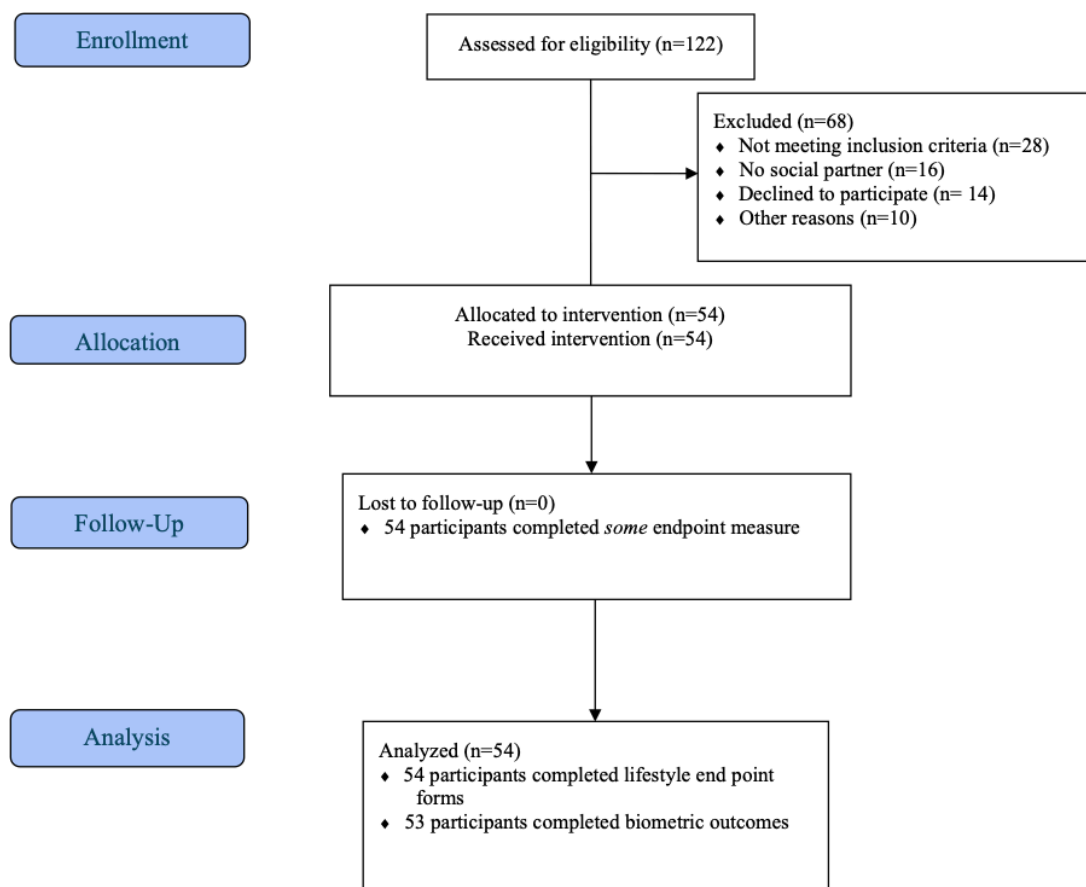 Enrollment
Assessed for eligibility (n=122)
Excluded (n=68)
♦ Not meeting inclusion criteria (n=28)
♦ No social partner (n=16)
♦ Declined to participate (n= 14)
♦ Other reasons (n=10)
Allocation
Allocated to intervention (n=54)
Received intervention (n=54)
Follow-Up
Lost to follow-up (n=0)
♦ 54 participants completed some endpoint measure
Analysis
Analyzed (n=54)
♦ 54 participants completed lifestyle end point
forms
♦ 53 participants completed biometric outcomes